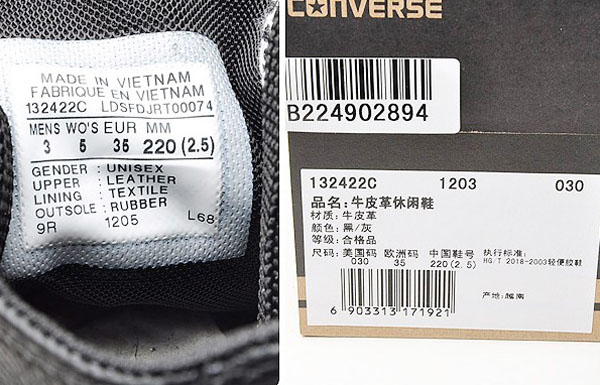 MADE IN VIETNAM
FABRIQUE EN VIETNAM
132422C LDSFDJRT00074
MENS WO'S EUR MM
3 5 35 220 (2.5)
GENDER : UNISEX
UPPER : LEATHER
LINING : TEXTILE
OUTSOLE : RUBBER
9R 1205 L68
CONVERSE
B224902894
132422C 1203 030
品名:牛皮革休闲鞋
材质:牛皮革
颜色:黑/灰
等级:合格品
尺码: 美国码 欧洲码 中国鞋号 执行标准:
030 35 220(2.5) HG/T 2018-2003轻便胶鞋
产地:越南
6 903313 171921